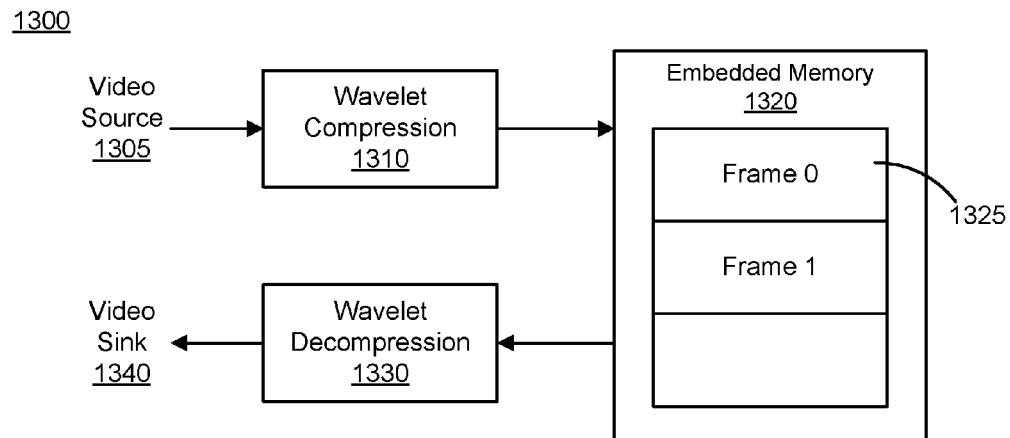 1300
Video
Source
1305
Wavelet
Compression
1310
Embedded Memory
1320
Frame 0
1325
Frame 1
Video
Sink
1340
Wavelet
Decompression
1330